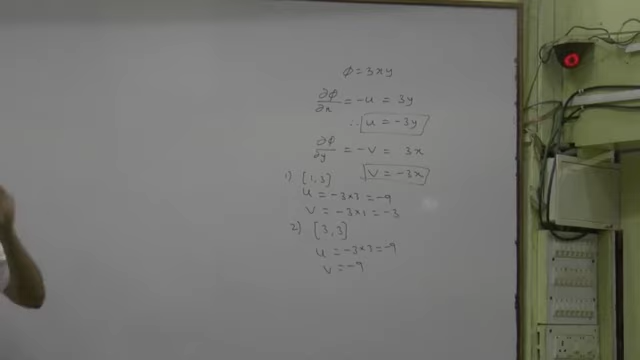 φ = 3xy
∂φ/∂x = -u = 3y
∴ u = -3y
∂φ/∂y = -v = 3x
v = -3x
1) [1,3]
u = -3×3 = -9
v = -3×1 = -3
2) [3,3]
u = -3×3 = -9
v = -9